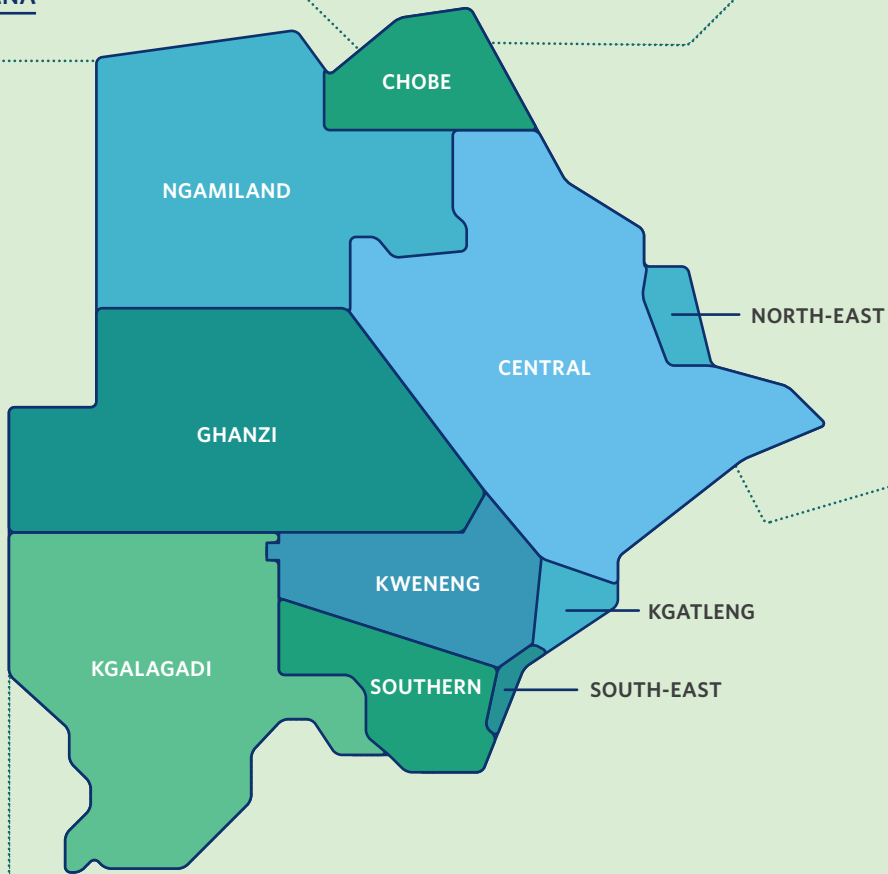 CHOBE
NGAMILAND
NORTH-EAST
CENTRAL
GHANZI
KWENENG
KGATLENG
KGALAGADI
SOUTHERN
SOUTH-EAST